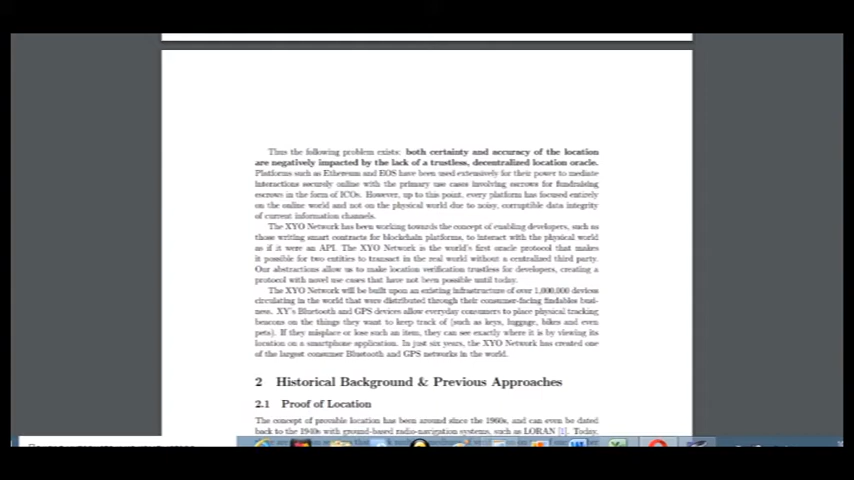 Thus the following problem exists: both certainty and accuracy of the location
are negatively impacted by the lack of a trustless, decentralized location oracle.
Platforms such as Ethereum and EOS have been used extensively for their power to mediate
interactions securely online with the primary use cases involving escrows for fundraising
escrows in the form of ICOs. However, up to this point, every platform has focused entirely
on the online world and not on the physical world due to noisy, corruptible data integrity
of current information channels.
The XYO Network has been working towards the concept of enabling developers, such as
those writing smart contracts for blockchain platforms, to interact with the physical world
as if it were an API. The XYO Network is the world's first oracle protocol that makes
it possible for two entities to transact in the real world without a centralized third party.
Our abstractions allow us to make location verification trustless for developers, creating a
protocol with novel use cases that have not been possible until today.
The XYO Network will be built upon an existing infrastructure of over 1,000,000 devices
circulating in the world that were distributed through their consumer-facing findables busi-
ness. XY's Bluetooth and GPS devices allow everyday consumers to place physical tracking
beacons on the things they want to keep track of (such as keys, luggage, bikes and even
pets). If they misplace or lose such an item, they can see exactly where it is by viewing its
location on a smartphone application. In just six years, the XYO Network has created one
of the largest consumer Bluetooth and GPS networks in the world.
2 Historical Background & Previous Approaches
2.1 Proof of Location
The concept of provable location has been around since the 1960s, and can even be dated
back to the 1940s with ground-based radio-navigation systems, such as LORAN [1]. Today,